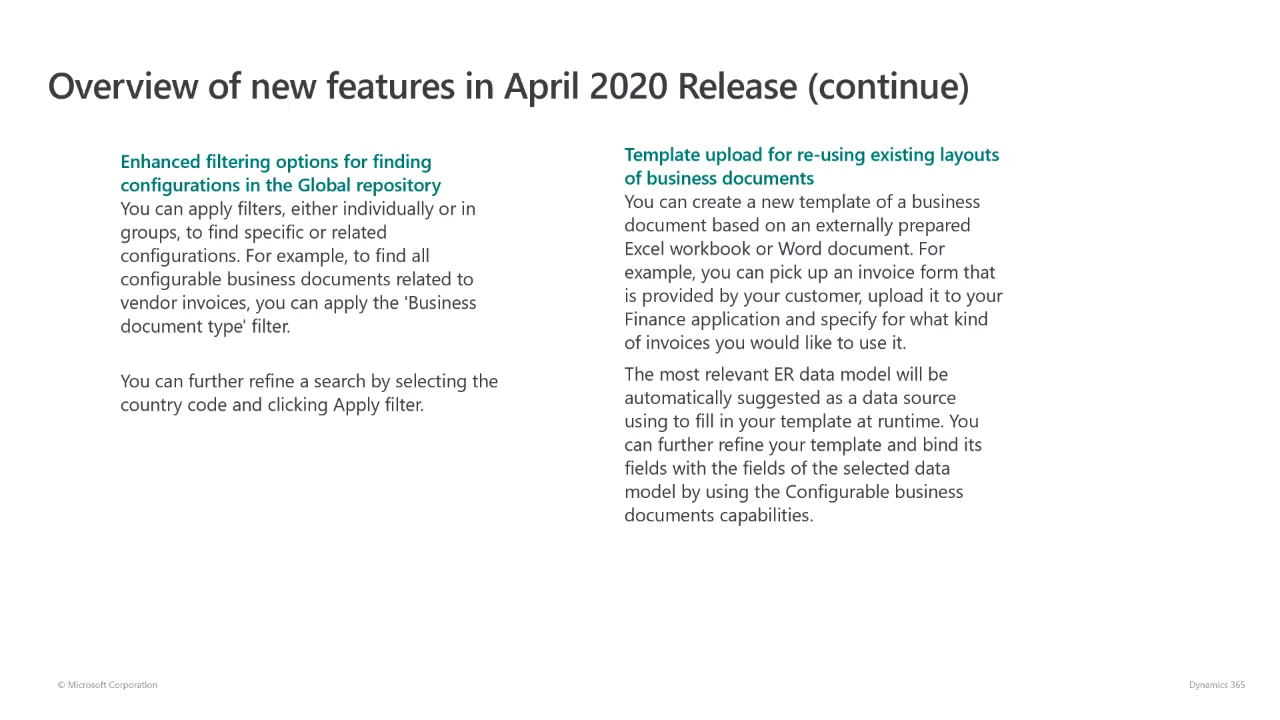 Overview of new features in April 2020 Release (continue)
Enhanced filtering options for finding
configurations in the Global repository
You can apply filters, either individually or in
groups, to find specific or related
configurations. For example, to find all
configurable business documents related to
vendor invoices, you can apply the 'Business
document type' filter.
You can further refine a search by selecting the
country code and clicking Apply filter.
Template upload for re-using existing layouts
of business documents
You can create a new template of a business
document based on an externally prepared
Excel workbook or Word document. For
example, you can pick up an invoice form that
is provided by your customer, upload it to your
Finance application and specify for what kind
of invoices you would like to use it.
The most relevant ER data model will be
automatically suggested as a data source
using to fill in your template at runtime. You
can further refine your template and bind its
fields with the fields of the selected data
model by using the Configurable business
documents capabilities.
© Microsoft Corporation
Dynamics 365